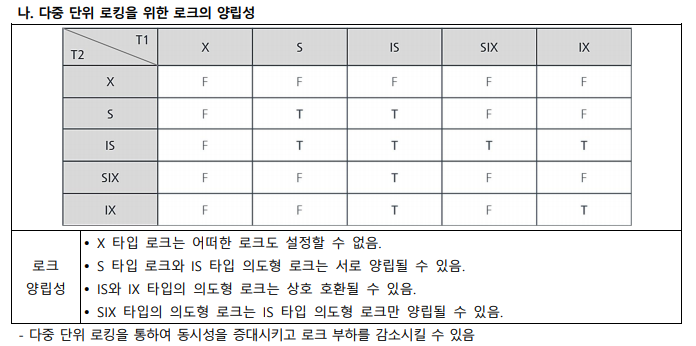 나. 다중 단위 로킹을 위한 로크의 양립성
T1
T2
X S IS SIX IX
X F F F F F
S F T T F F
IS F T T T T
SIX F F T F F
IX F F T F T
로크
양립성
• X 타입 로크는 어떠한 로크도 설정할 수 없음.
• S 타입 로크와 IS 타입 의도형 로크는 서로 양립될 수 있음.
• IS와 IX 타입의 의도형 로크는 상호 호환될 수 있음.
• SIX 타입의 의도형 로크는 IS 타입 의도형 로크만 양립될 수 있음.
- 다중 단위 로킹을 통하여 동시성을 증대시키고 로크 부하를 감소시킬 수 있음